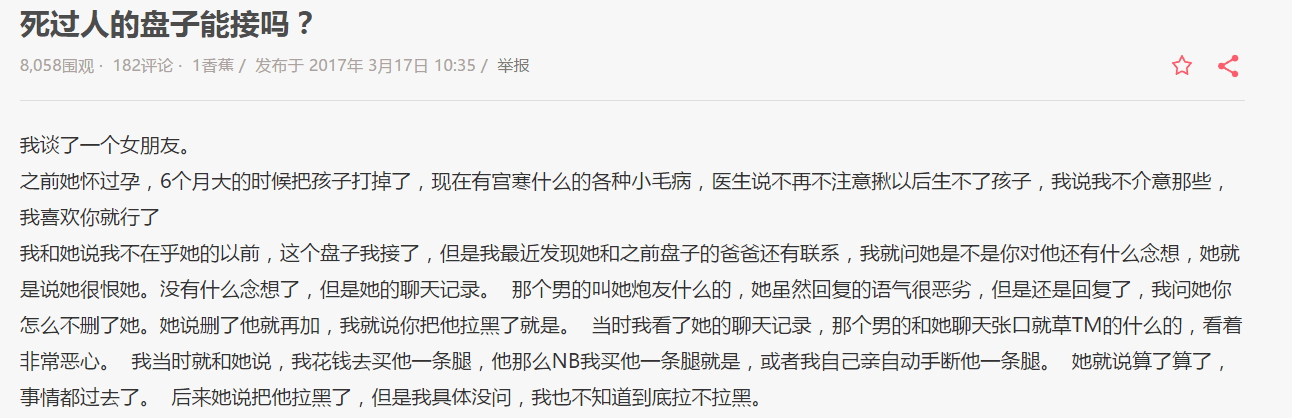 死过人的盘子能接吗？
8,058围观 · 182评论 · 1香蕉 / 发布于 2017年 3月17日 10:35 / 举报
我谈了一个女朋友。
之前她怀过孕，6个月大的时候把孩子打掉了，现在有宫寒什么的各种小毛病，医生说不再不注意揪以后生不了孩子，我说我不介意那些，
我喜欢你就行了
我和她说我不在乎她的以前，这个盘子我接了，但是我最近发现她和之前盘子的爸爸还有联系，我就问她是不是你对他还有什么念想，她就
是说她很恨她。没有什么念想了，但是她的聊天记录。 那个男的叫她炮友什么的，她虽然回复的语气很恶劣，但是还是回复了，我问她你
怎么不删了她。她说删了他就再加，我就说你把他拉黑了就是。 当时我看了她的聊天记录，那个男的和她聊天张口就草TM的什么的，看着
非常恶心。 我当时就和她说，我花钱去买他一条腿，他那么NB我买他一条腿就是，或者我自己亲自动手断他一条腿。 她就说算了算了，
事情都过去了。 后来她说把他拉黑了，但是我具体没问，我也不知道到底拉不拉黑。